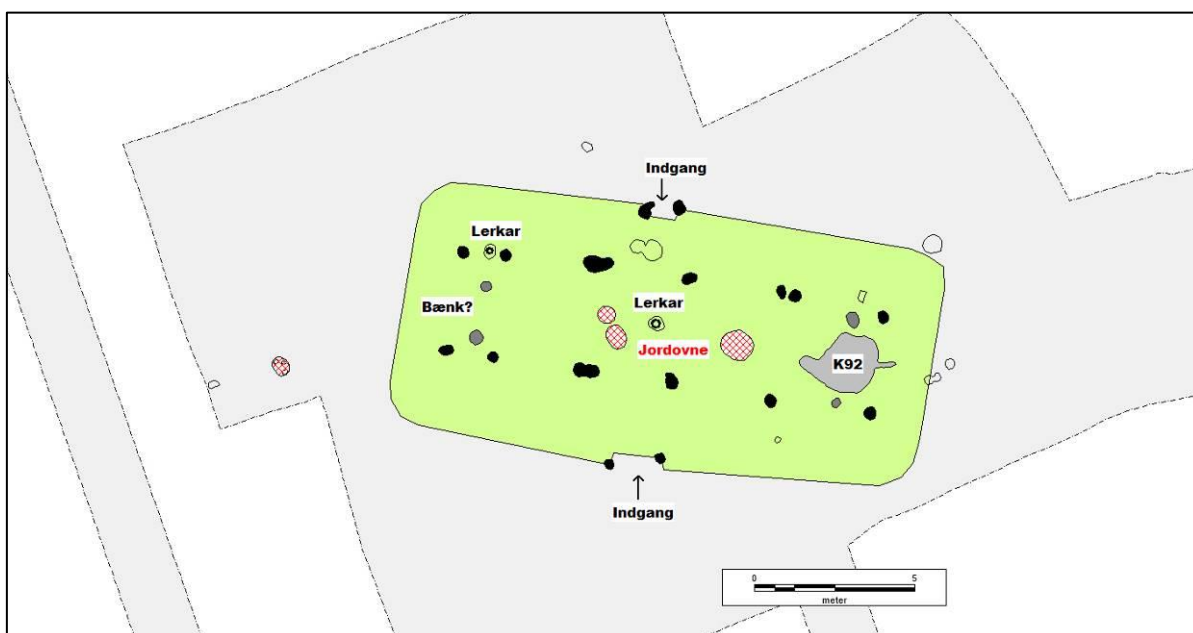 Indgang
Lerkar
Bænk?
Lerkar
Jordovne
K92
Indgang
0 5
meter